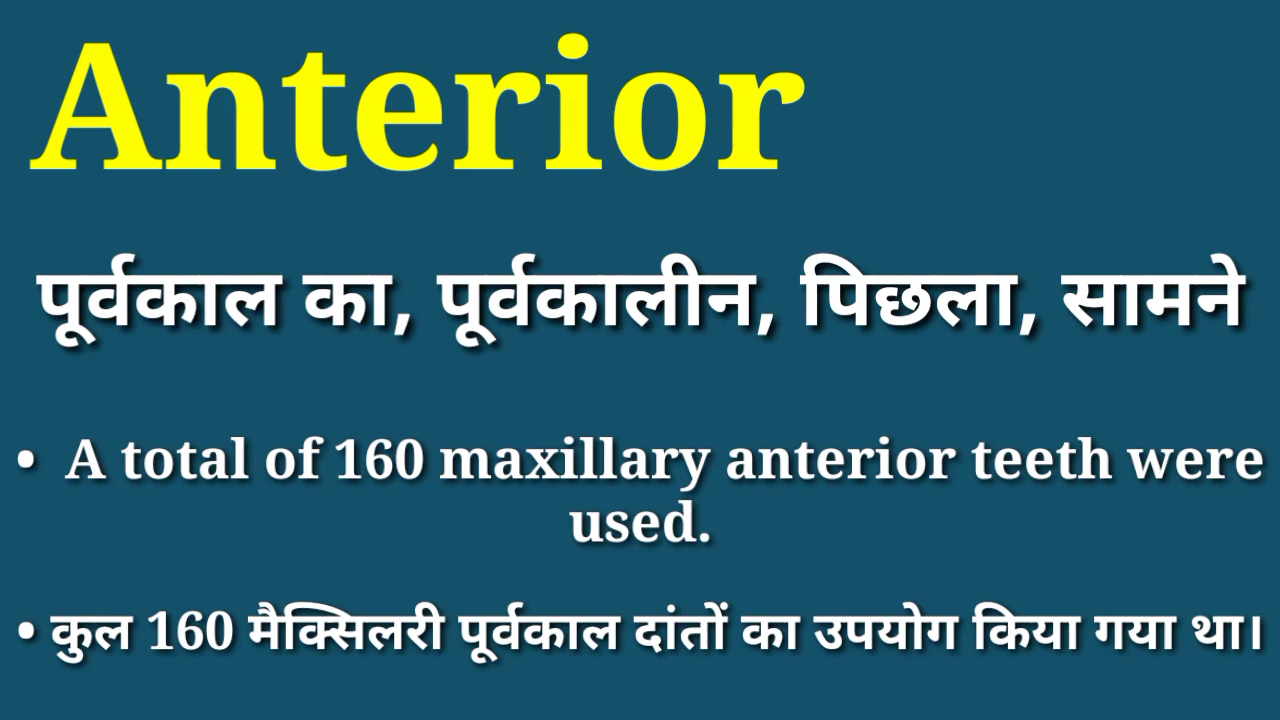 Anterior
पूर्वकाल का, पूर्वकालीन, पिछला, सामने
• A total of 160 maxillary anterior teeth were
used.
• कुल 160 मैक्सिलरी पूर्वकाल दांतों का उपयोग किया गया था।